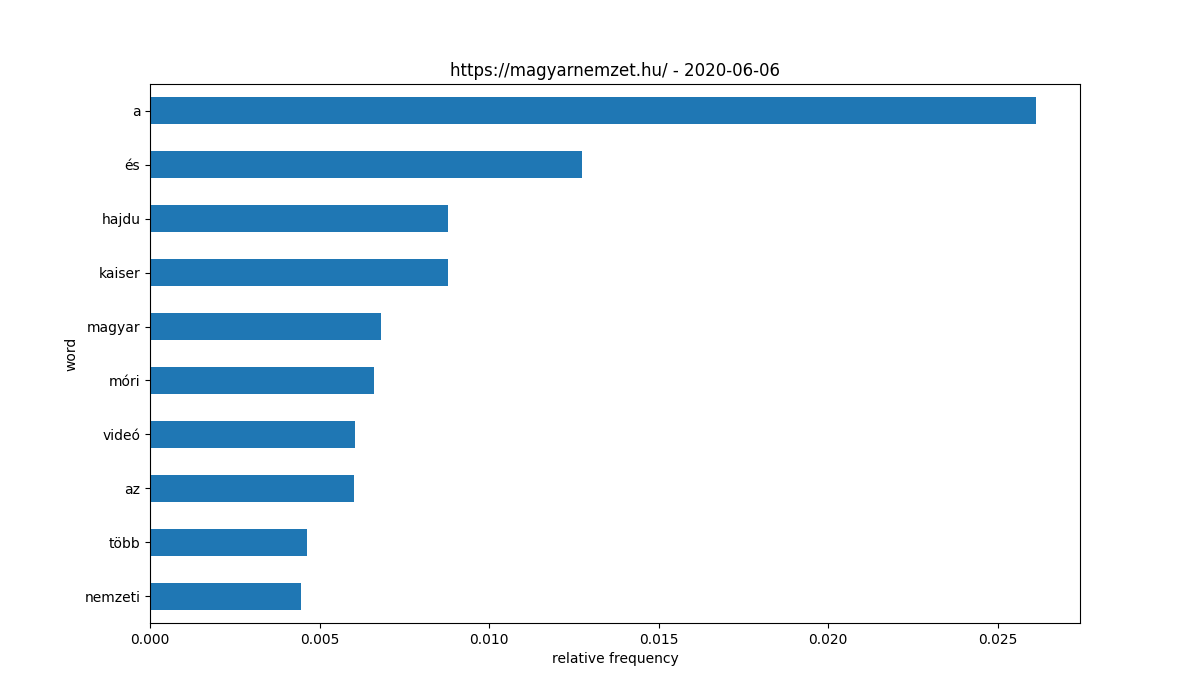 https://magyarnemzet.hu/ - 2020-06-06
a
és
hajdu
kaiser
magyar
móri
videó
az
több
nemzeti
word
0.000 0.005 0.010 0.015 0.020 0.025
relative frequency